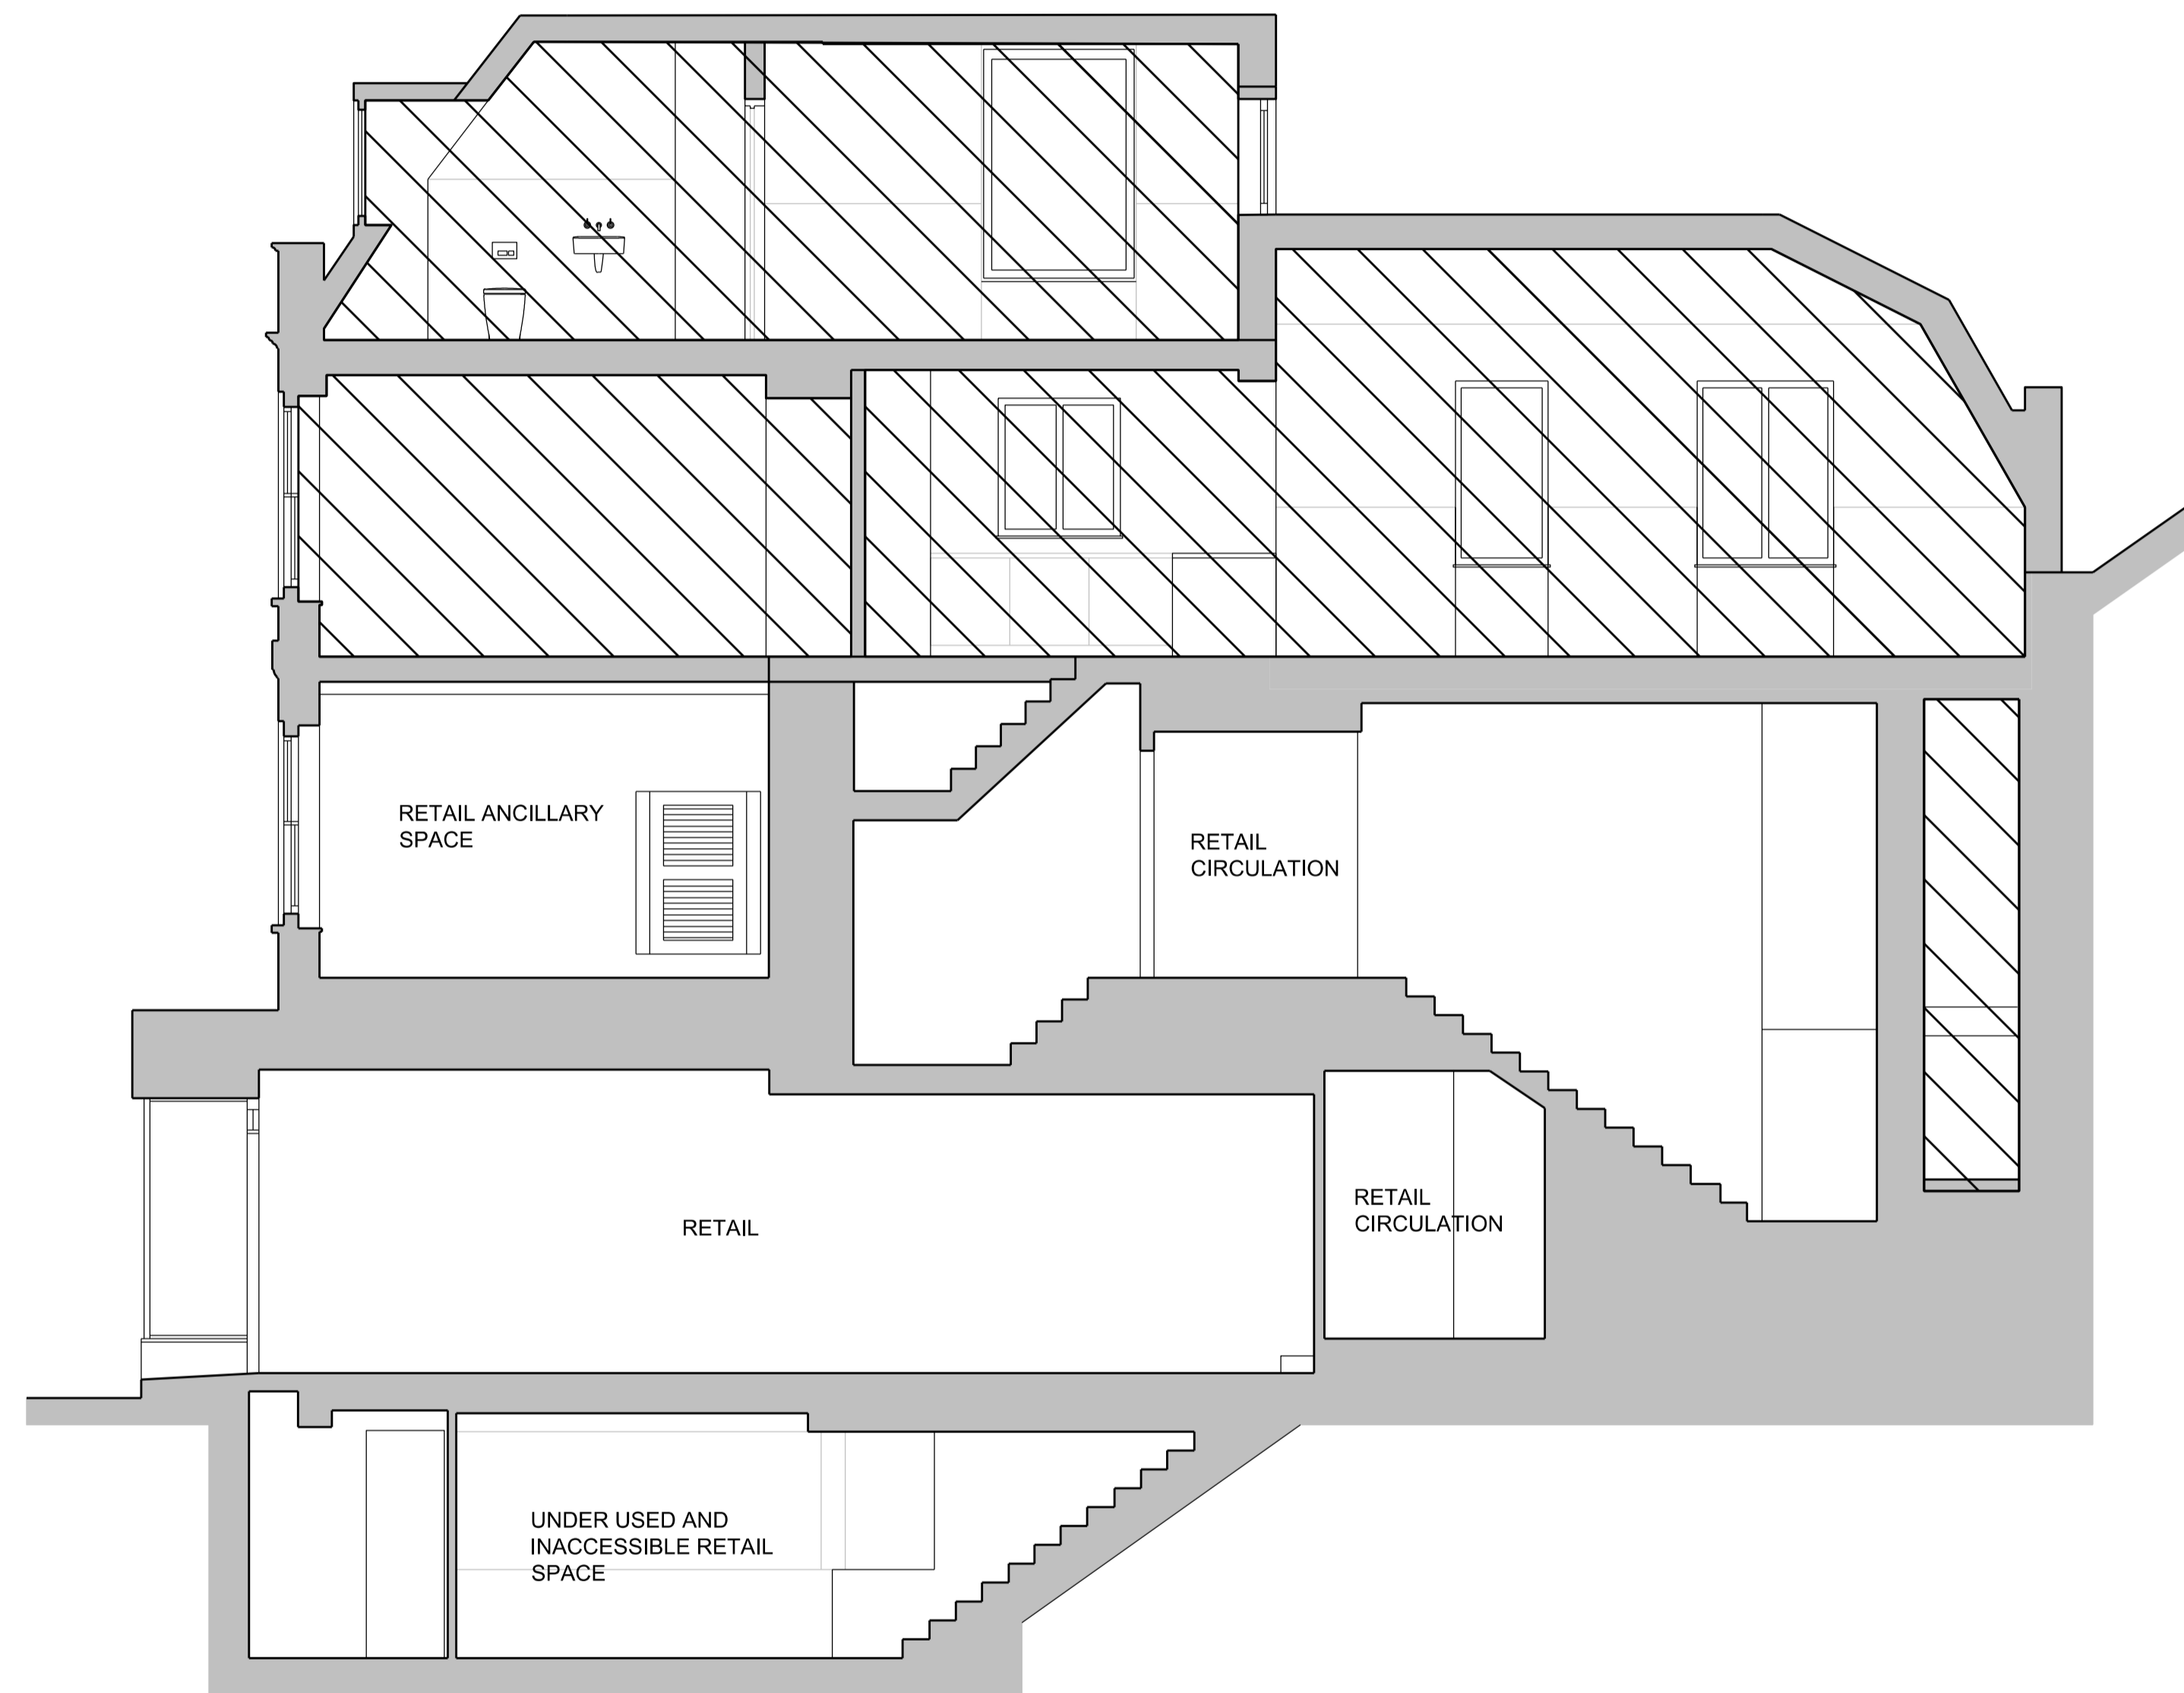 RETAIL ANCILLARY
SPACE
RETAIL
CIRCULATION
RETAIL
CIRCULATION
RETAIL
UNDER USED AND
INACCESSIBLE RETAIL
SPACE